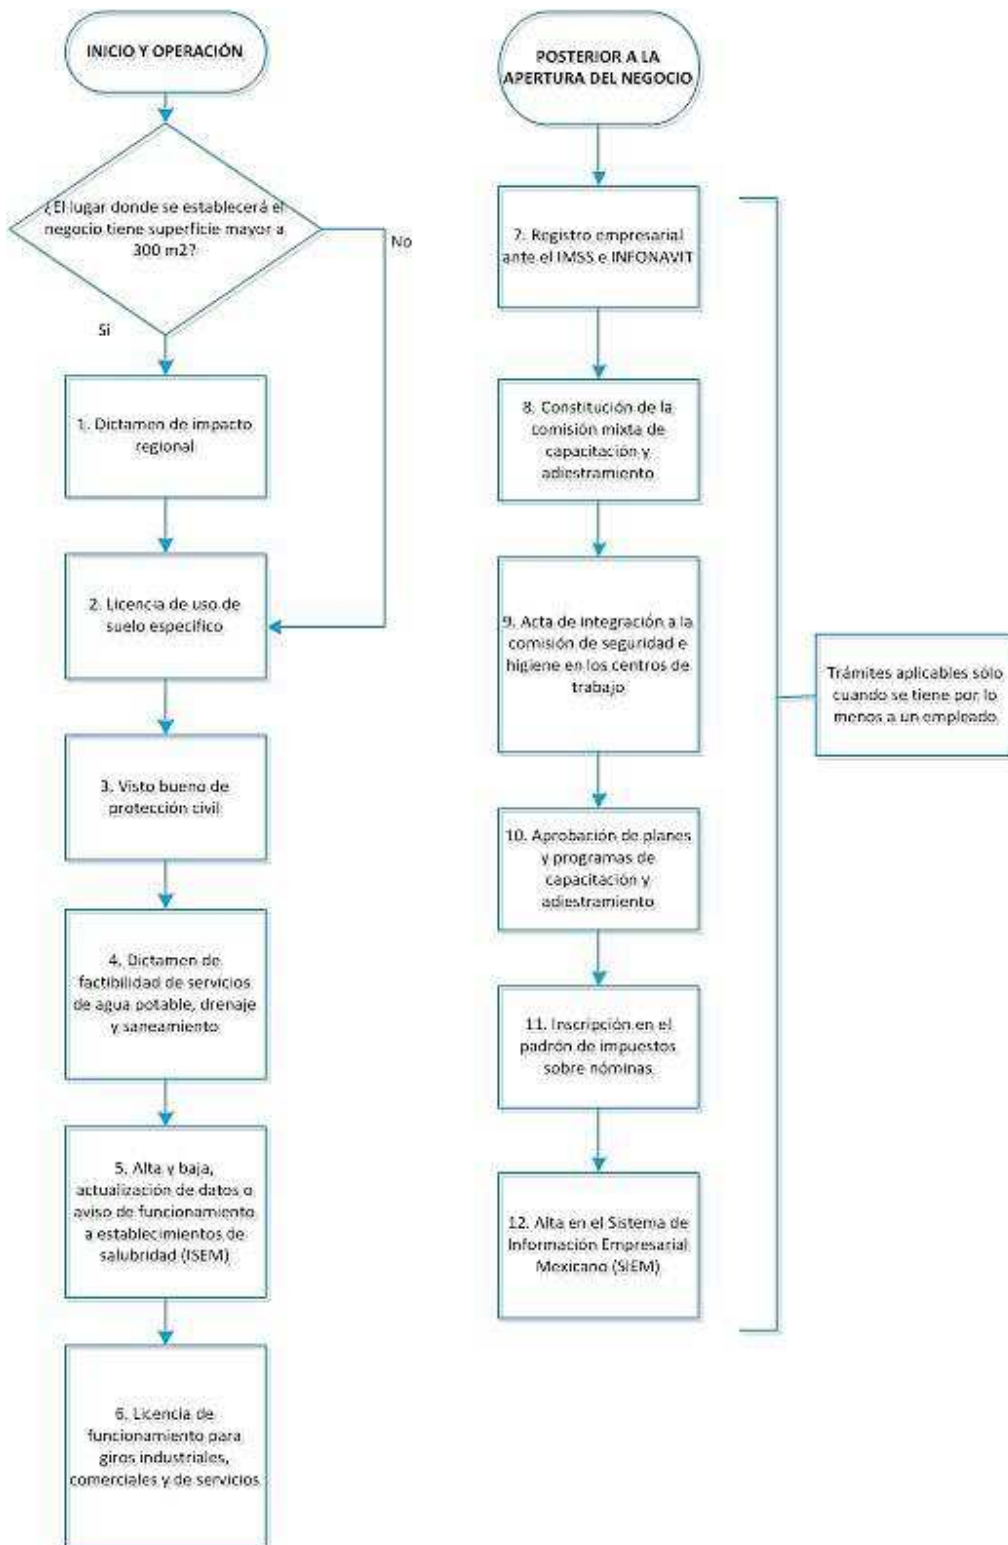 INICIO Y OPERACIÓN
¿El lugar donde se establecerá el
negocio tiene superficie mayor a
300 m2?
No
Si
1. Dictamen de impacto
regional
2. Licencia de uso de
suelo específico
3. Visto bueno de
protección civil
4. Dictamen de
factibilidad de servicios
de agua potable, drenaje
y saneamiento
5. Alta y baja,
actualización de datos o
aviso de funcionamiento
a establecimientos de
salubridad (ISEM)
6. Licencia de
funcionamiento para
giros industriales,
comerciales y de servicios
POSTERIOR A LA
APERTURA DEL NEGOCIO
7. Registro empresarial
ante el IMSS e INFONAVIT
8. Constitución de la
comisión mixta de
capacitación y
adiestramiento
9. Acta de integración a la
comisión de seguridad e
higiene en los centros de
trabajo
10. Aprobación de planes
y programas de
capacitación y
adiestramiento
11. Inscripción en el
padrón de impuestos
sobre nóminas
12. Alta en el Sistema de
Información Empresarial
Mexicano (SIEM)
Trámites aplicables sólo
cuando se tiene por lo
menos a un empleado